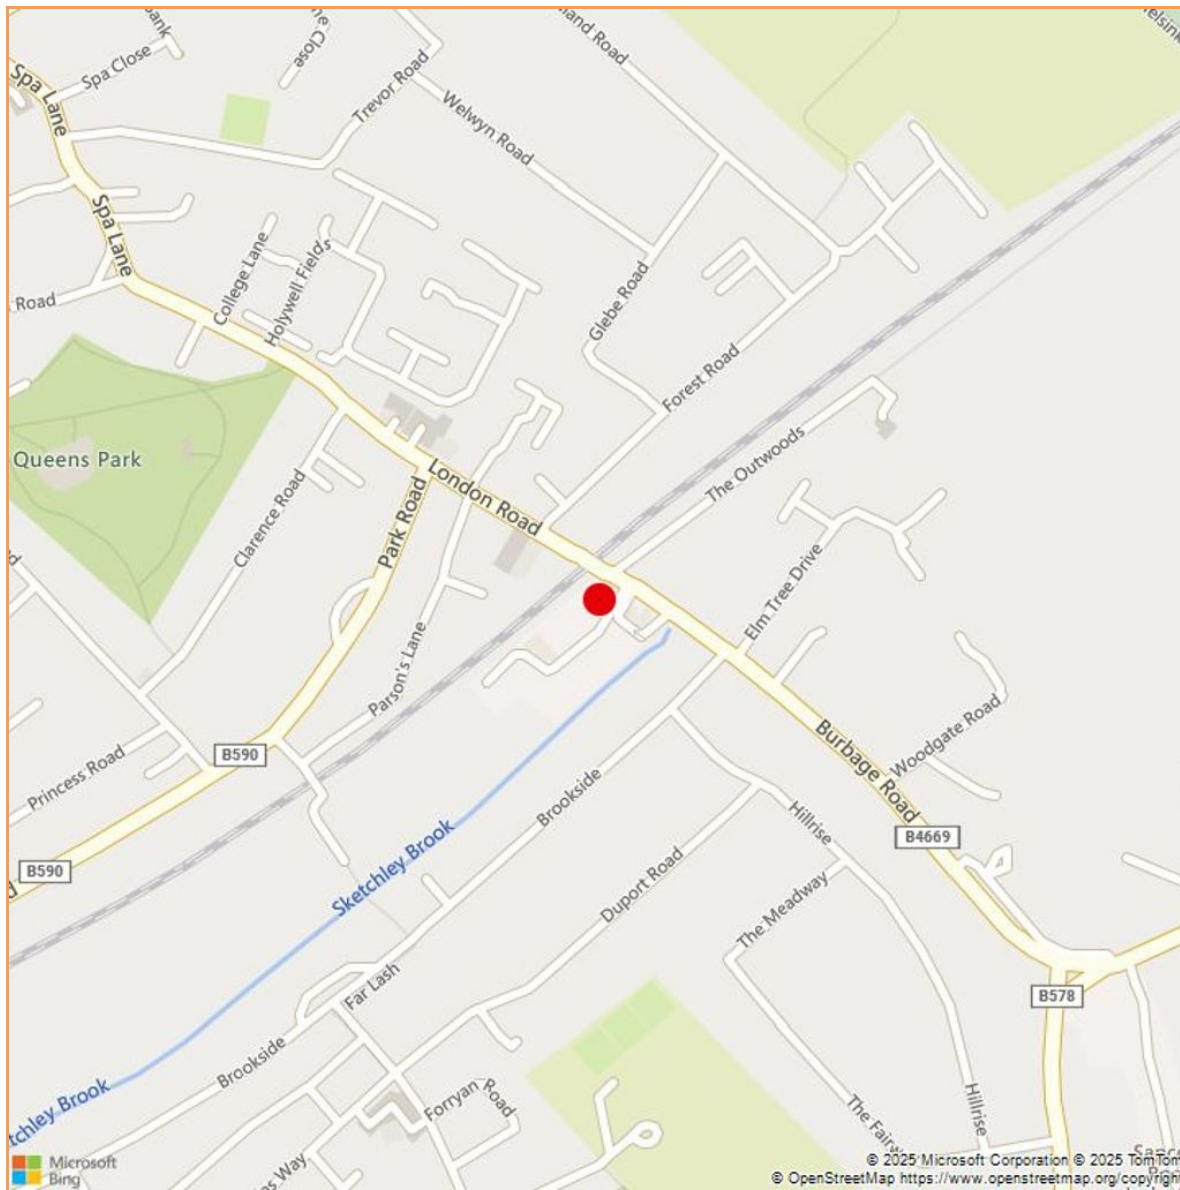 Spa Close
Spa Lane
Trevor Road
Welwyn Road
Spa Lane
College Lane
Holywell Fields
Road
Glebe Road
Forest Road
Queens Park
Clarence Road
Park Road
London Road
The Outwoods
Elm Tree Drive
Parson's Lane
Princess Road
B590
B590
Woodgate Road
Burbage Road
B4669
Brookside
Hillrise
Sketchley Brook
Duport Road
The Meadway
Far Lash
B578
Brookside
Forryan Road
Hillrise
Microsoft
Bing
© 2025 Microsoft Corporation © 2025 TomTom
© OpenStreetMap https://www.openstreetmap.org/copyright